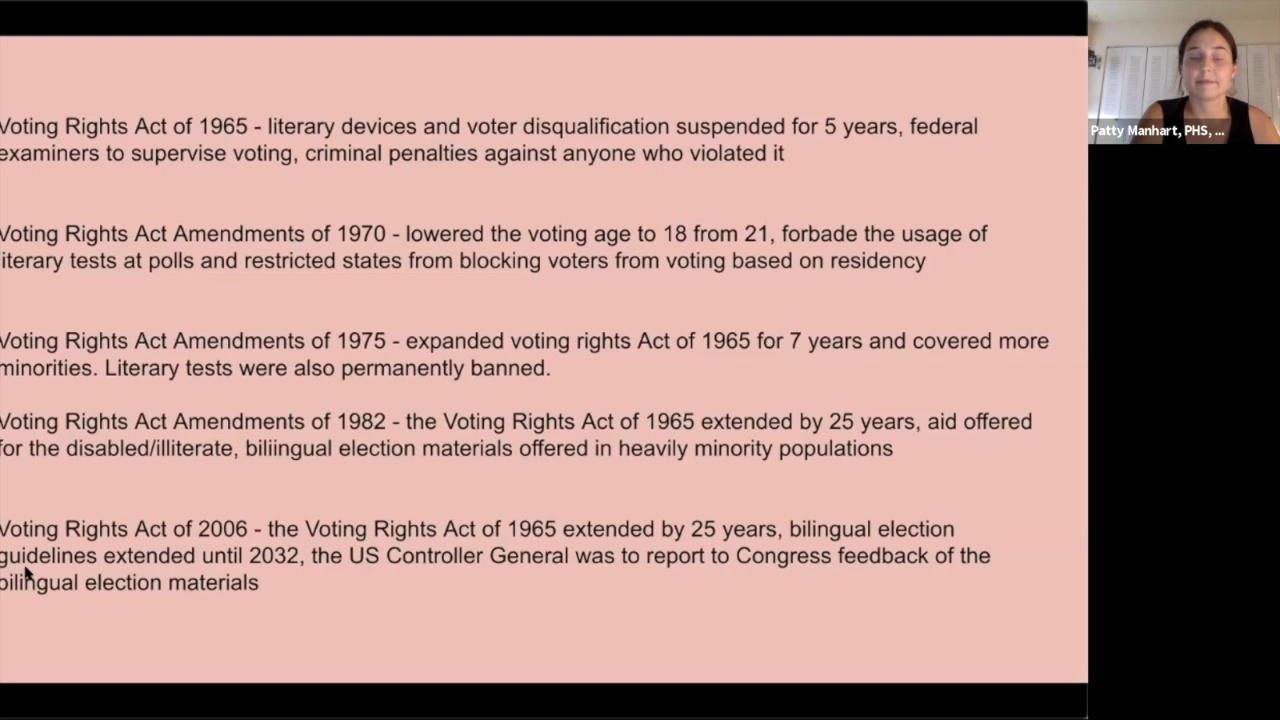 Voting Rights Act of 1965 - literary devices and voter disqualification suspended for 5 years, federal
examiners to supervise voting, criminal penalties against anyone who violated it
Voting Rights Act Amendments of 1970 - lowered the voting age to 18 from 21, forbade the usage of
literary tests at polls and restricted states from blocking voters from voting based on residency
Voting Rights Act Amendments of 1975 - expanded voting rights Act of 1965 for 7 years and covered more
minorities. Literary tests were also permanently banned.
Voting Rights Act Amendments of 1982 - the Voting Rights Act of 1965 extended by 25 years, aid offered
for the disabled/illiterate, biliingual election materials offered in heavily minority populations
Voting Rights Act of 2006 - the Voting Rights Act of 1965 extended by 25 years, bilingual election
guidelines extended until 2032, the US Controller General was to report to Congress feedback of the
bilingual election materials
Patty Manhart, PHS, ...